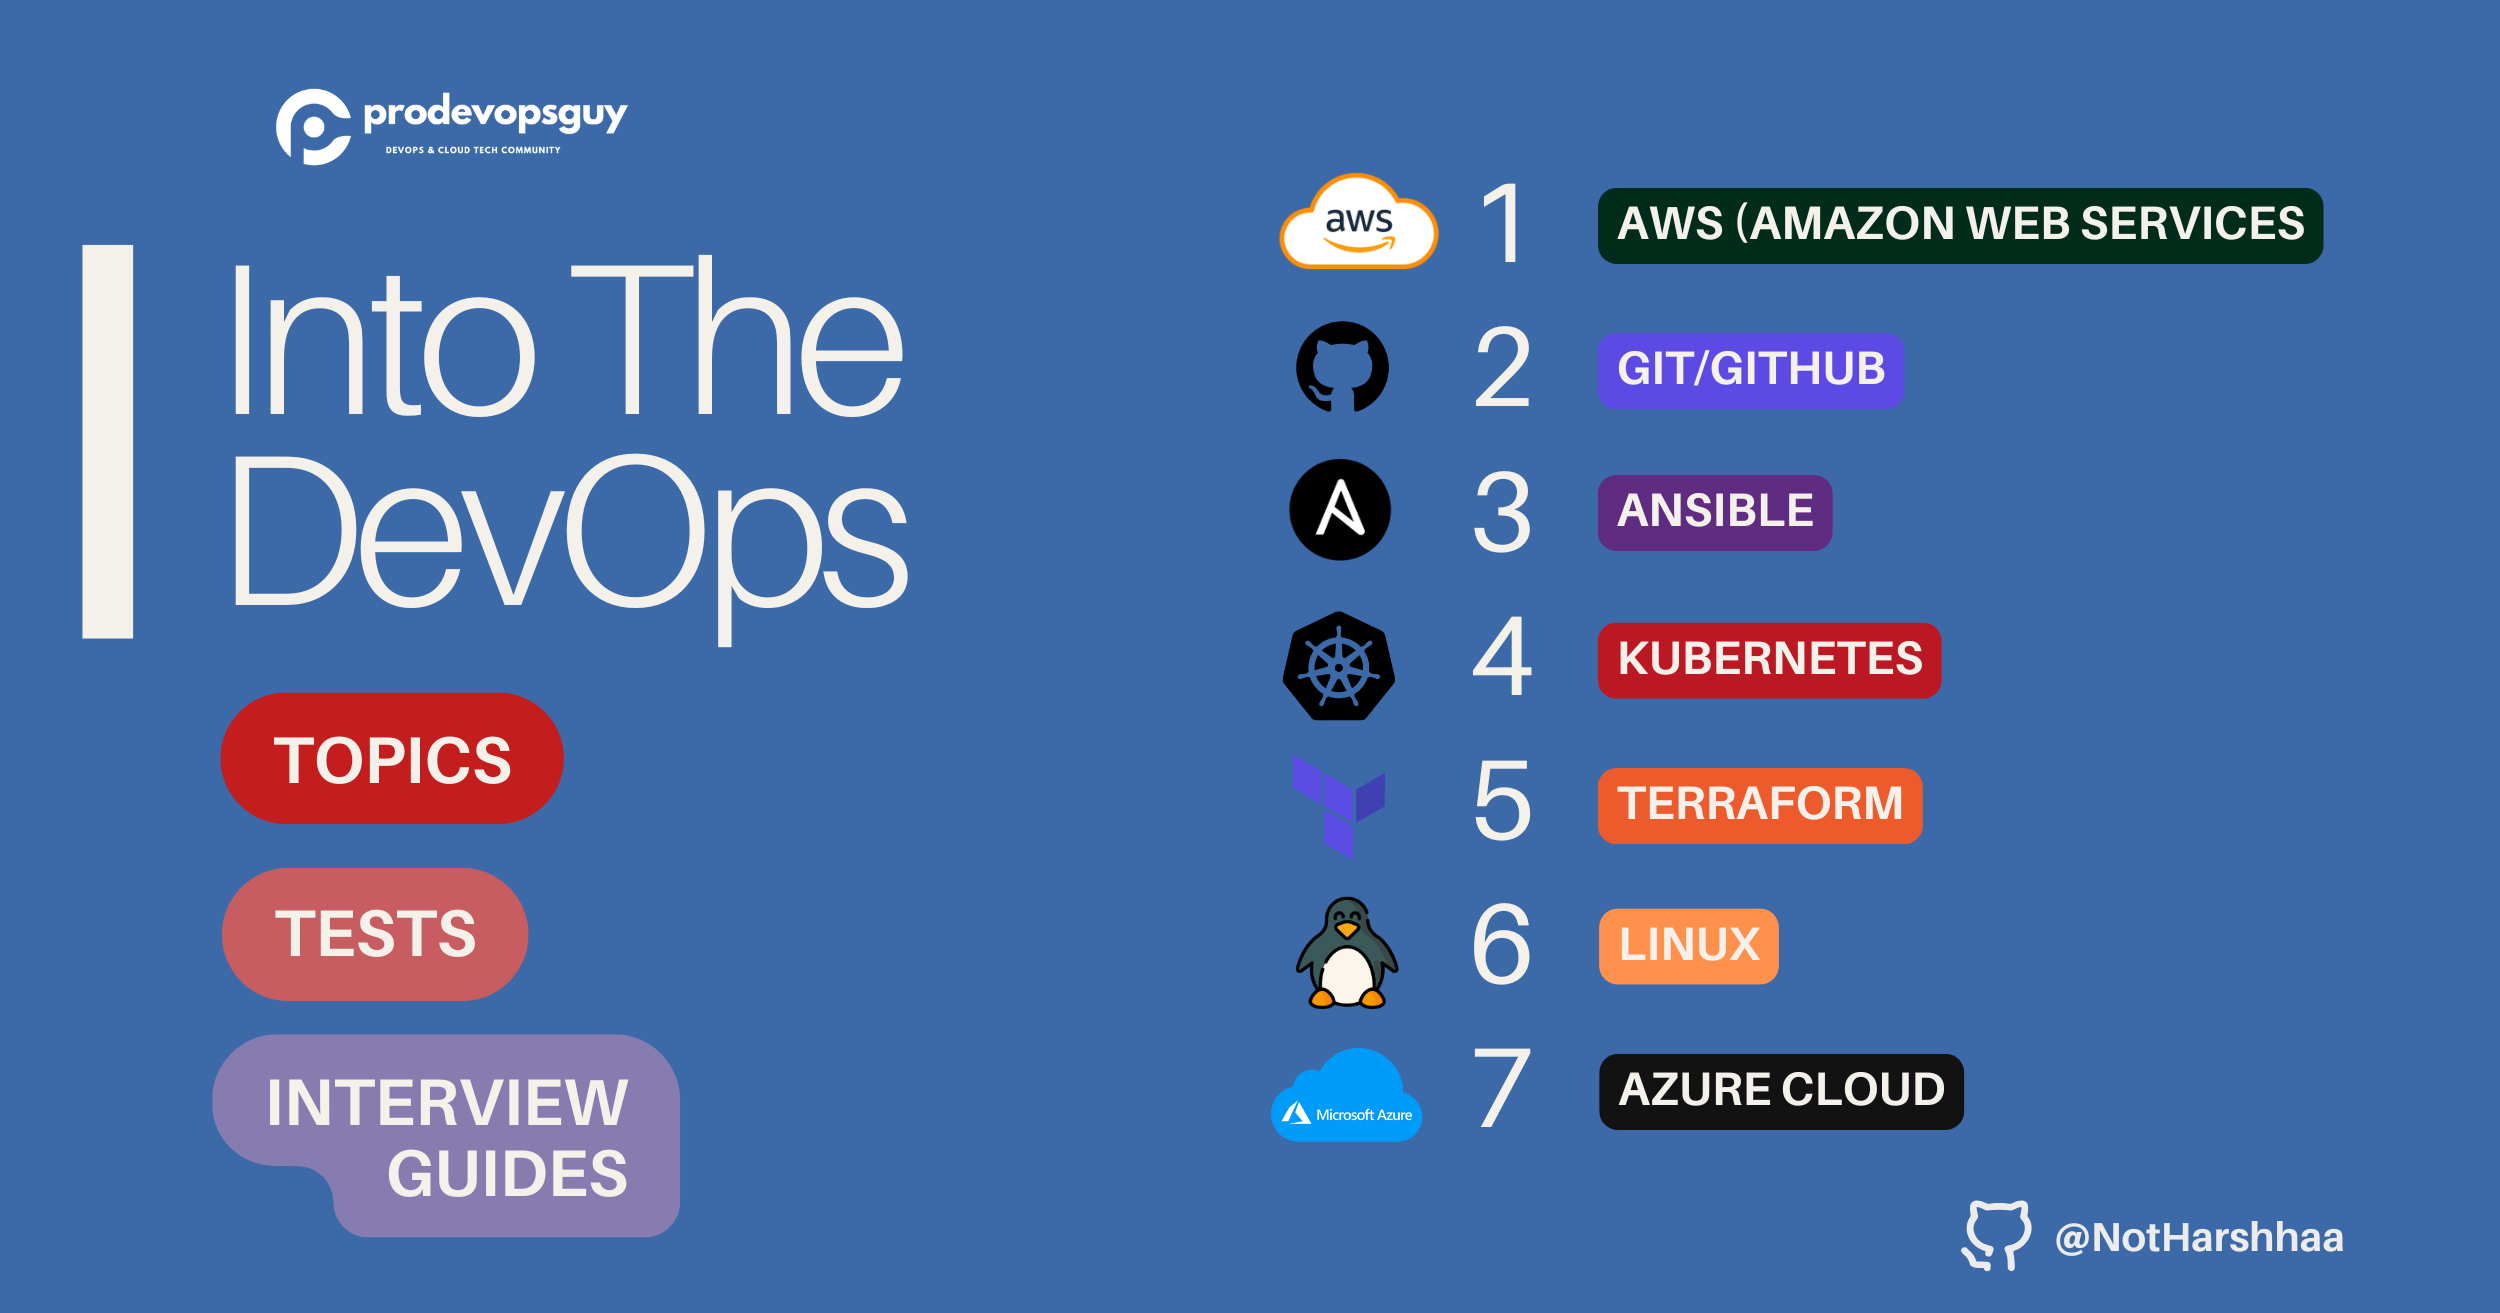 prodevopsguy
DEVOPS & CLOUD TECH COMMUNITY
Into The
DevOps
TOPICS
TESTS
INTERVIEW
GUIDES
aws
1
AWS (AMAZON WEB SERVICES
2
GIT/GITHUB
3
ANSIBLE
4
KUBERNETES
5
TERRAFORM
6
LINUX
Microsoft Azure
7
AZURE CLOUD
@NotHarshhaa